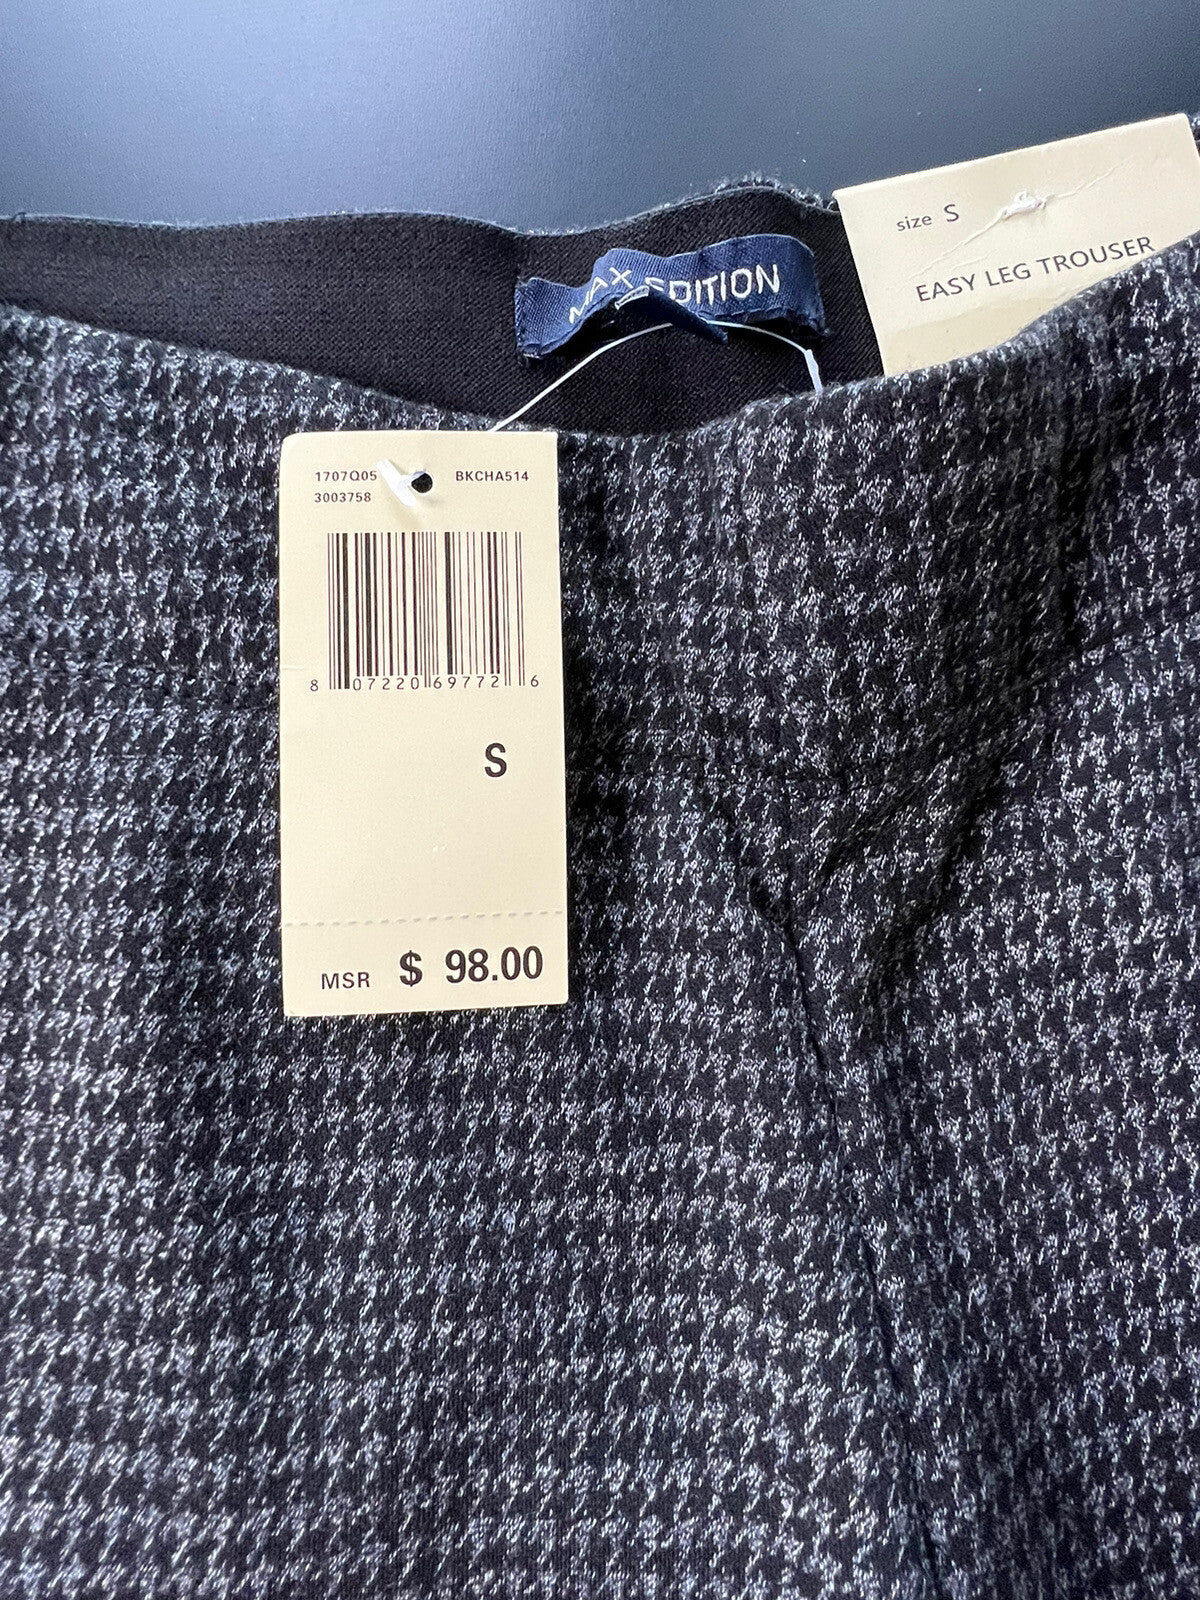 size S
EASY LEG TROUSER
MAX EDITION
1707Q05 BKCHA514
3003758
8 07220 69772 6
S
MSR $ 98.00